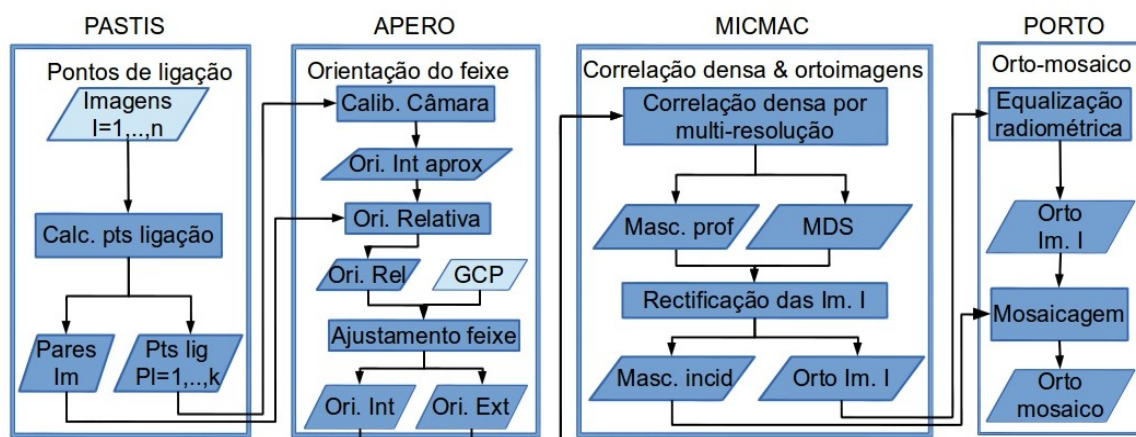 PASTIS
Pontos de ligação
Imagens
I=1,..,n
Calc. pts ligação
Pares
Im
Pts lig
Pl=1,..,k
APERO
Orientação do feixe
Calib. Câmara
Ori. Int aprox
Ori. Relativa
Ori. Rel
GCP
Ajustamento feixe
Ori. Int
Ori. Ext
MICMAC
Correlação densa & ortoimagens
Correlação densa por
multi-resolução
Masc. prof
MDS
Rectificação das Im. I
Masc. incid
Orto Im. I
PORTO
Orto-mosaico
Equalização
radiométrica
Orto
Im. I
Mosaicagem
Orto
mosaico